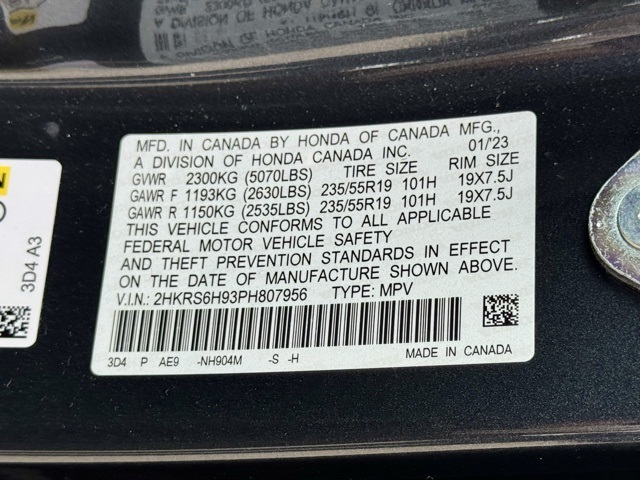 MFD. IN CANADA BY HONDA OF CANADA MFG.,
A DIVISION OF HONDA CANADA INC. 01/'23
GVWR 2300KG (5070LBS) TIRE SIZE RIM SIZE
GAWR F 1193KG (2630LBS) 235/55R19 101H 19X7.5J
GAWR R 1150KG (2535LBS) 235/55R19 101H 19X7.5J
THIS VEHICLE CONFORMS TO ALL APPLICABLE
FEDERAL MOTOR VEHICLE SAFETY
AND THEFT PREVENTION STANDARDS IN EFFECT
ON THE DATE OF MANUFACTURE SHOWN ABOVE.
V.I.N.: 2HKRS6H93PH807956 TYPE: MPV
3D4 P AE9 -NH904M -S -H MADE IN CANADA
3D4 A3